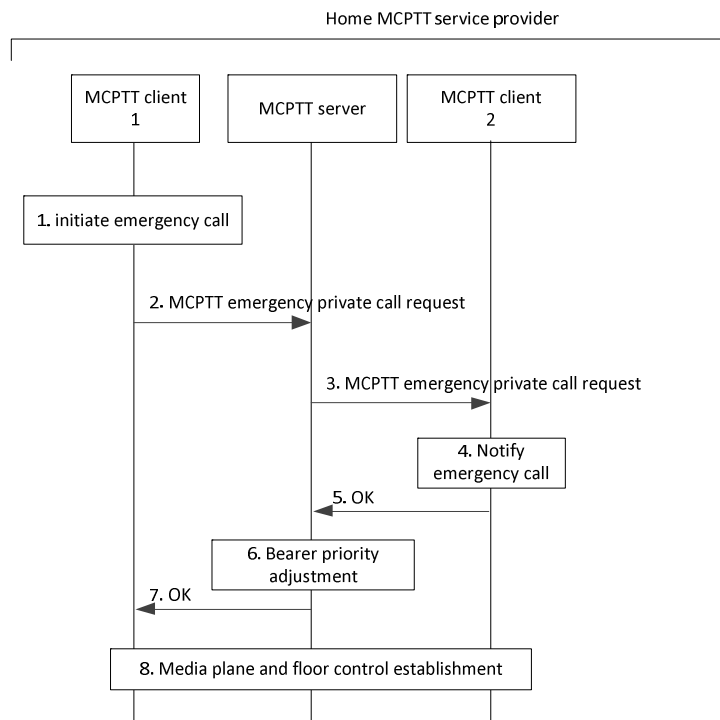 Home MCPTT service provider
MCPTT client
1
MCPTT server
MCPTT client
2
1. initiate emergency call
2. MCPTT emergency private call request
3. MCPTT emergency private call request
4. Notify
emergency call
5. OK
6. Bearer priority
adjustment
7. OK
8. Media plane and floor control establishment